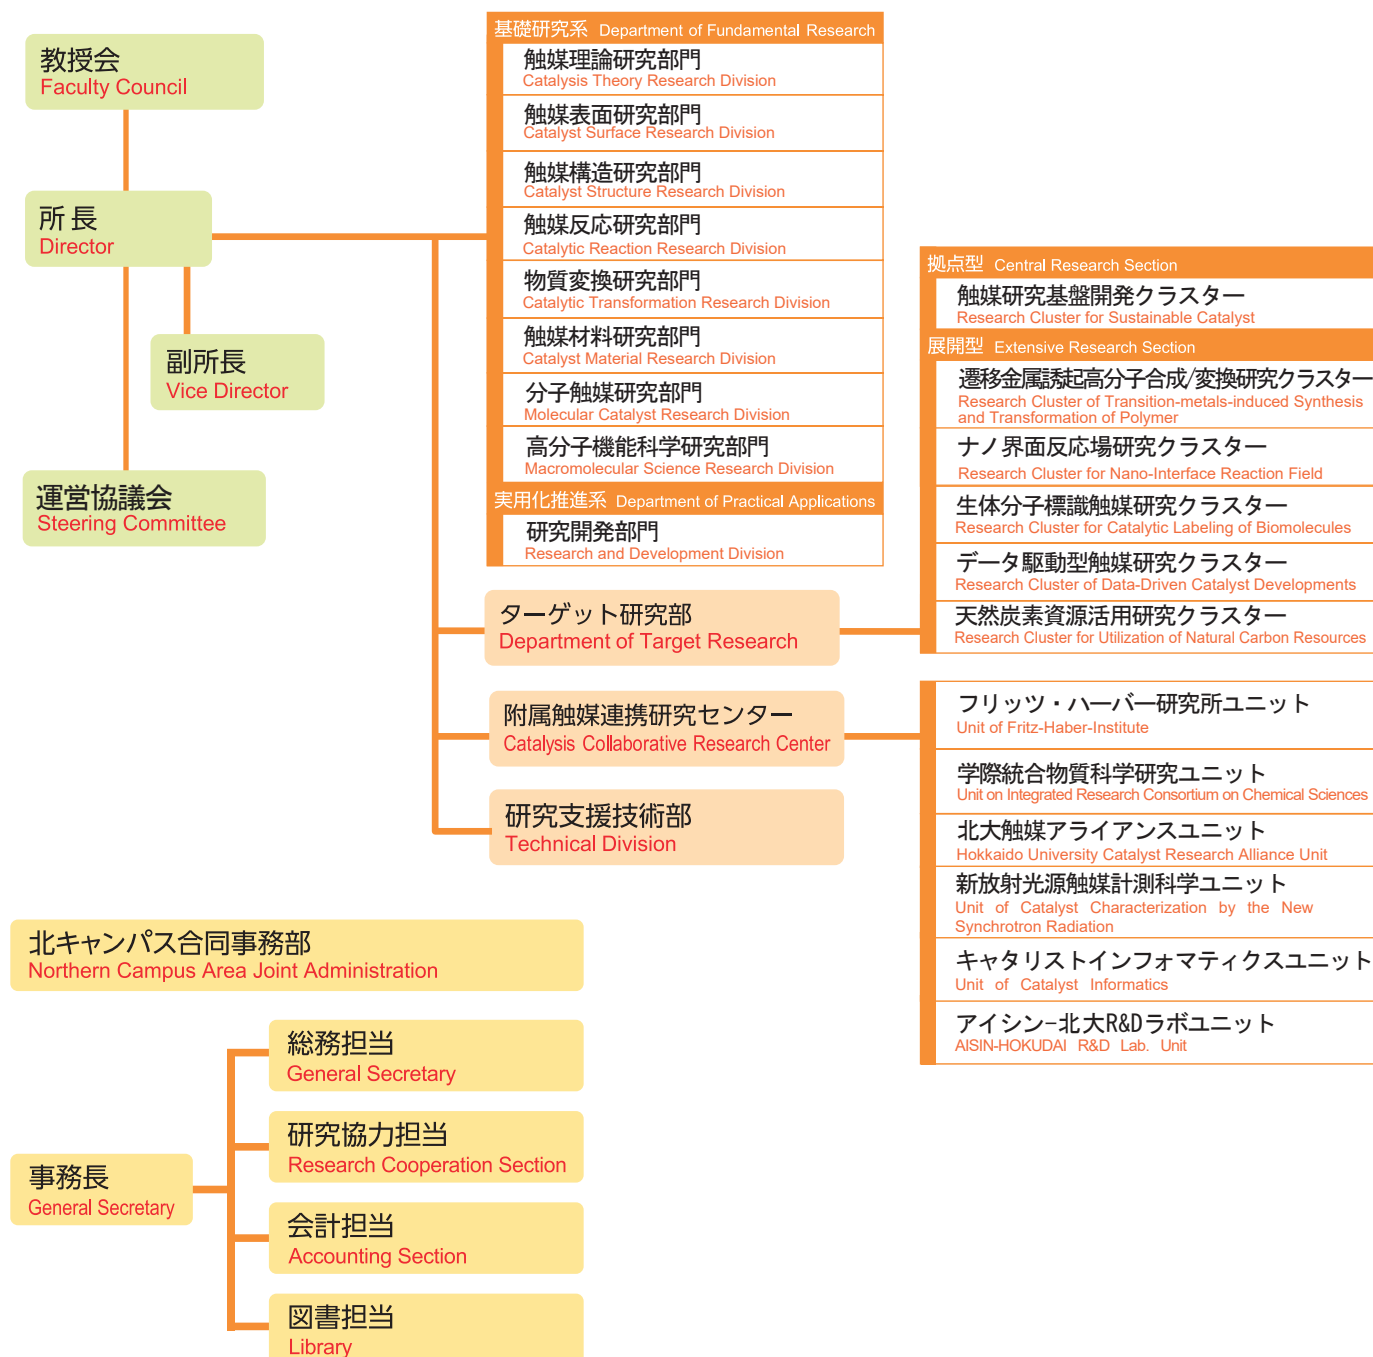 教授会
Faculty Council
所長
Director
副所長
Vice Director
運営協議会
Steering Committee
基礎研究系 Department of Fundamental Research
触媒理論研究部門
Catalysis Theory Research Division
触媒表面研究部門
Catalyst Surface Research Division
触媒構造研究部門
Catalyst Structure Research Division
触媒反応研究部門
Catalytic Reaction Research Division
物質変換研究部門
Catalytic Transformation Research Division
触媒材料研究部門
Catalyst Material Research Division
分子触媒研究部門
Molecular Catalyst Research Division
高分子機能科学研究部門
Macromolecular Science Research Division
実用化推進系 Department of Practical Applications
研究開発部門
Research and Development Division
ターゲット研究部
Department of Target Research
附属触媒連携研究センター
Catalysis Collaborative Research Center
研究支援技術部
Technical Division
拠点型 Central Research Section
触媒研究基盤開発クラスター
Research Cluster for Sustainable Catalyst
展開型 Extensive Research Section
遷移金属誘起高分子合成/変換研究クラスター
Research Cluster of Transition-metals-induced Synthesis
and Transformation of Polymer
ナノ界面反応場研究クラスター
Research Cluster for Nano-Interface Reaction Field
生体分子標識触媒研究クラスター
Research Cluster for Catalytic Labeling of Biomolecules
データ駆動型触媒研究クラスター
Research Cluster of Data-Driven Catalyst Developments
天然炭素資源活用研究クラスター
Research Cluster for Utilization of Natural Carbon Resources
フリッツ・ハーバー研究所ユニット
Unit of Fritz-Haber-Institute
学際統合物質科学研究ユニット
Unit on Integrated Research Consortium on Chemical Sciences
北大触媒アライアンスユニット
Hokkaido University Catalyst Research Alliance Unit
新放射光源触媒計測科学ユニット
Unit of Catalyst Characterization by the New
Synchrotron Radiation
キャタリストインフォマティクスユニット
Unit of Catalyst Informatics
アイシン-北大R&Dラボユニット
AISIN-HOKUDAI R&D Lab. Unit
北キャンパス合同事務部
Northern Campus Area Joint Administration
事務長
General Secretary
総務担当
General Secretary
研究協力担当
Research Cooperation Section
会計担当
Accounting Section
図書担当
Library